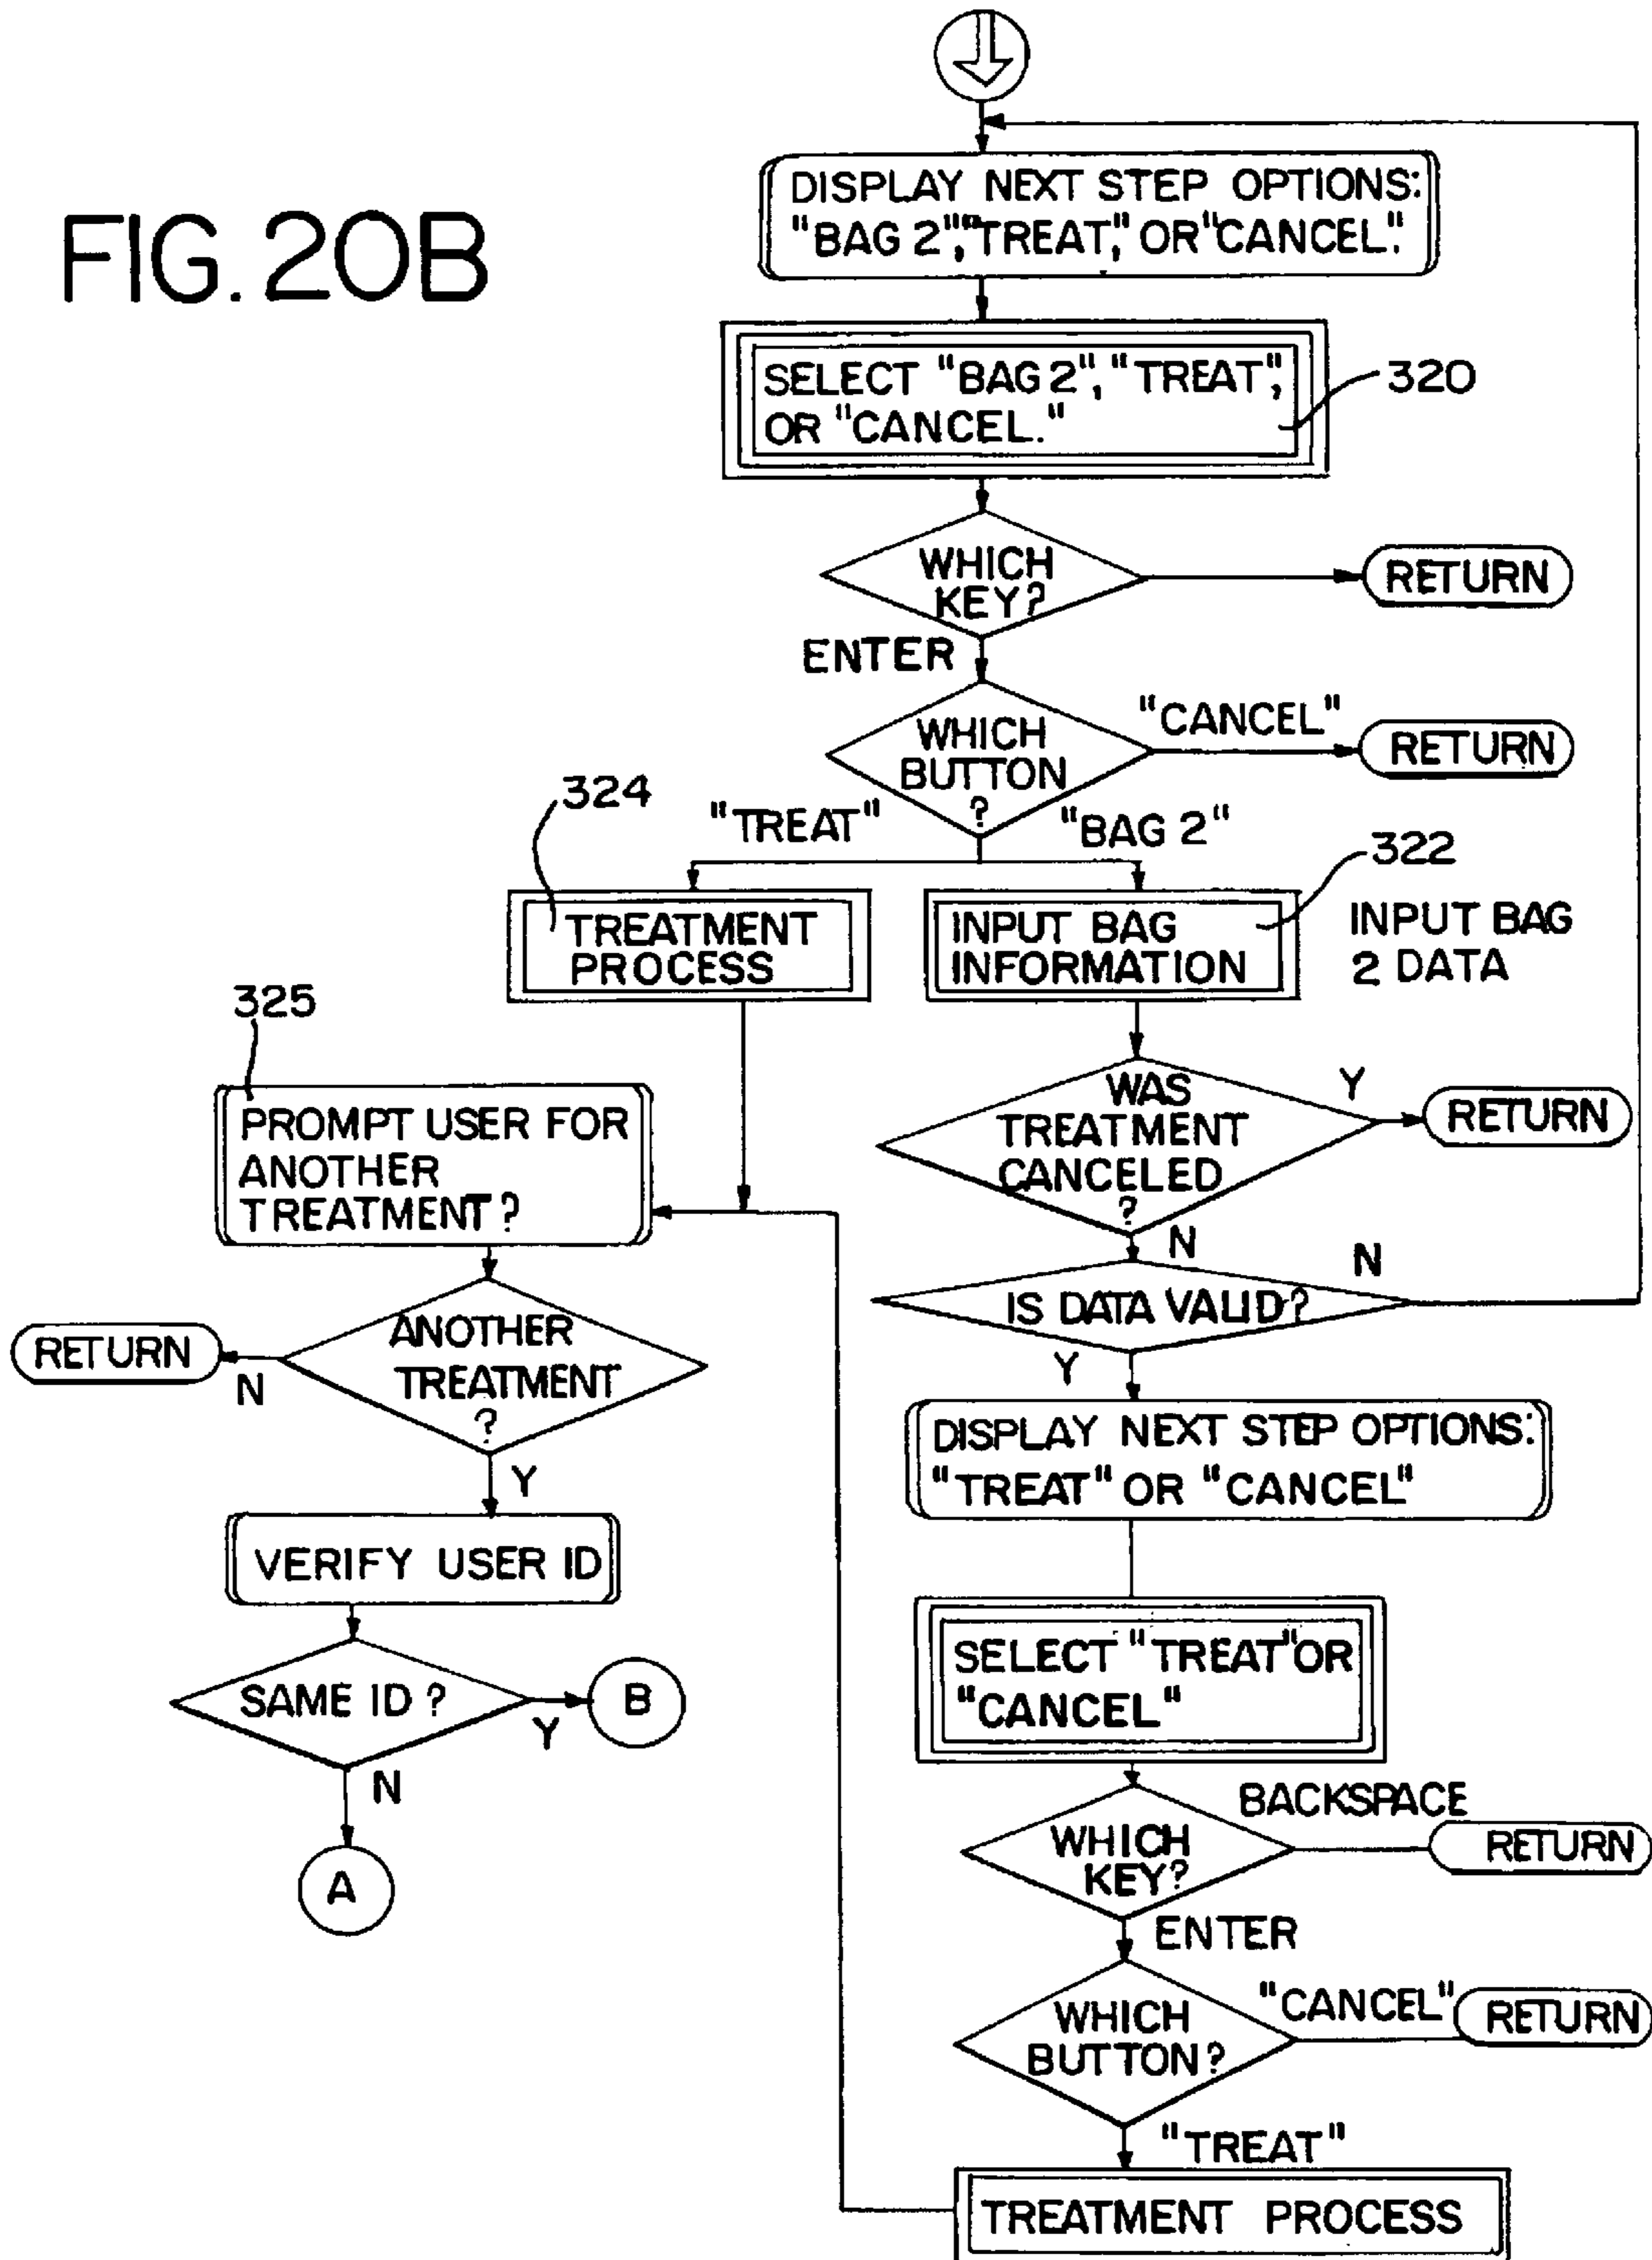 FIG. 20B
DISPLAY NEXT STEP OPTIONS:
"BAG 2", "TREAT," OR "CANCEL".
SELECT "BAG 2", "TREAT",
OR "CANCEL."
320
WHICH
KEY?
RETURN
ENTER
WHICH
BUTTON
?
"CANCEL"
RETURN
"TREAT"
"BAG 2"
324
TREATMENT
PROCESS
322
INPUT BAG
INFORMATION
INPUT BAG
2 DATA
325
PROMPT USER FOR
ANOTHER
TREATMENT?
WAS
TREATMENT
CANCELED
?
Y
RETURN
N
IS DATA VALID?
N
Y
ANOTHER
TREATMENT
?
RETURN
N
Y
VERIFY USER ID
SAME ID?
Y
B
N
A
DISPLAY NEXT STEP OPTIONS:
"TREAT" OR "CANCEL"
SELECT "TREAT" OR
"CANCEL"
WHICH
KEY?
BACKSPACE
RETURN
ENTER
WHICH
BUTTON?
"CANCEL"
RETURN
"TREAT"
TREATMENT PROCESS